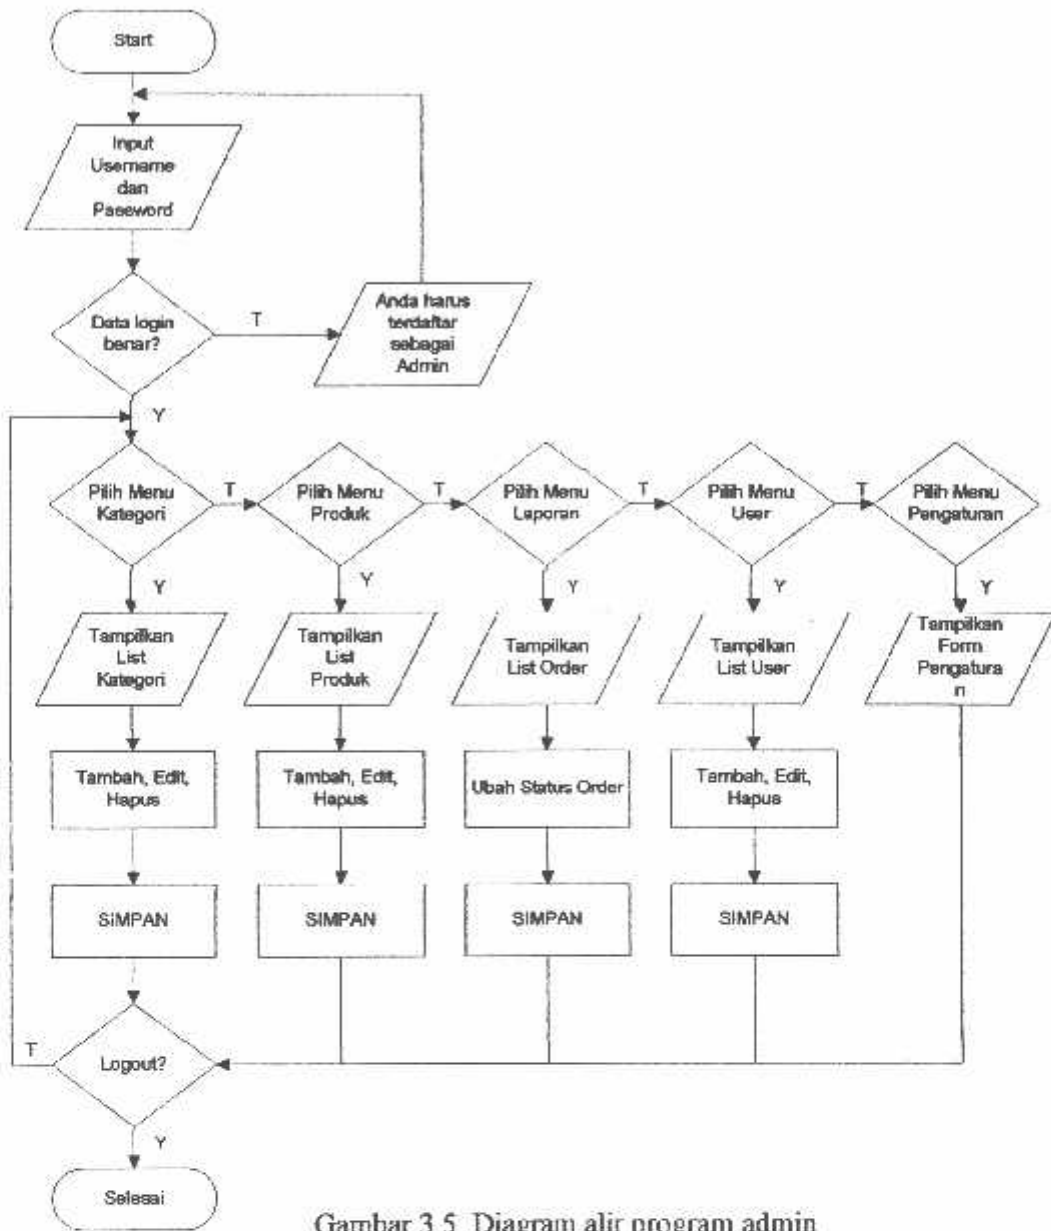 Start
Input
Username
dan
Password
Data login
benar?
T
Anda harus
terdaftar
sebagai
Admin
Y
Pilih Menu
Kategori
T
Pilih Menu
Produk
T
Pilih Menu
Laporan
T
Pilih Menu
User
T
Pilih Menu
Pengaturan
Y
Y
Y
Y
Y
Tampilkan
List
Kategori
Tampilkan
List
Produk
Tampilkan
List Order
Tampilkan
List User
Tampilkan
Form
Pengatura
n
Tambah, Edit,
Hapus
Tambah, Edit,
Hapus
Ubah Status Order
Tambah, Edit,
Hapus
SIMPAN
SIMPAN
SIMPAN
SIMPAN
T
Logout?
Y
Selesai
Gambar 3.5 Diagram alir program admin